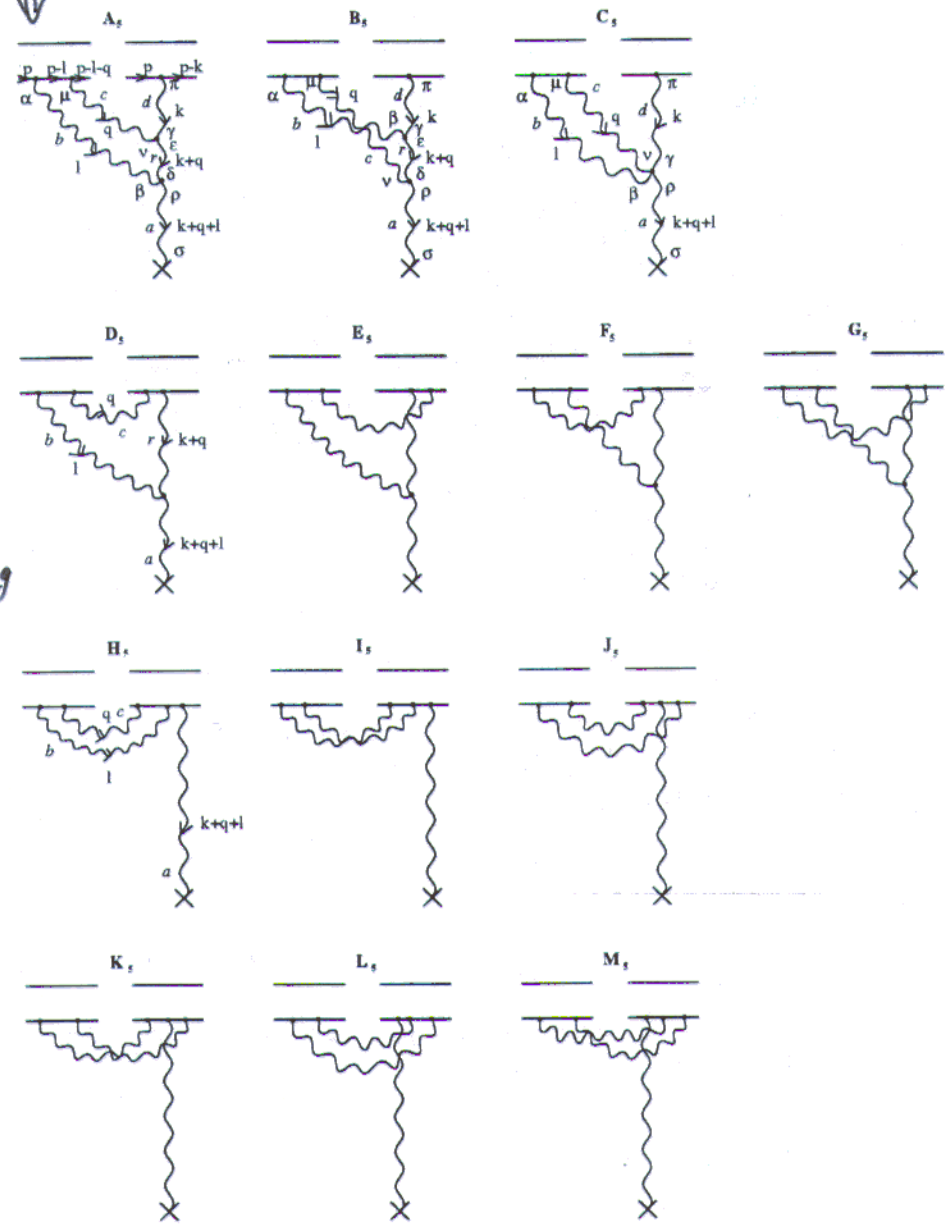 A₅ B₅ C₅
p p-l p-l-q p p-k
α μ c d π k γ ε b q ν r k+q l δ β ρ a k+q+l σ
α μ q d π b β k γ ε l r k+q c δ ν ρ a k+q+l σ
α μ c d π b q k l ν γ β ρ a k+q+l σ
D₅ E₅ F₅ G₅
q
b c r k+q
l
a k+q+l
H₅ I₅ J₅
q c
b
l
k+q+l
a
K₅ L₅ M₅